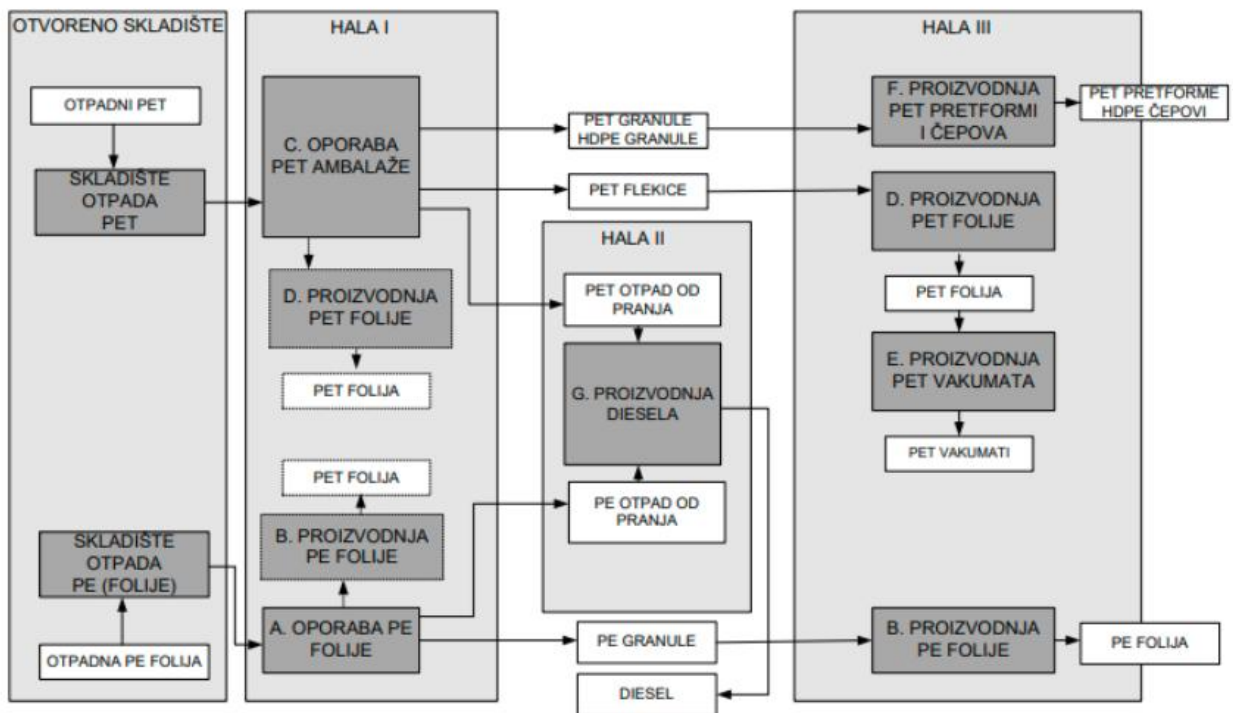 OTVORENO SKLADIŠTE
OTPADNI PET
SKLADIŠTE
OTPADA
PET
SKLADIŠTE
OTPADA
PE (FOLIJE)
OTPADNA PE FOLIJA
HALA I
C. OPORABA
PET AMBALAŽE
D. PROIZVODNJA
PET FOLIJE
PET FOLIJA
PET FOLIJA
B. PROIZVODNJA
PE FOLIJE
A. OPORABA PE
FOLIJE
PET GRANULE
HDPE GRANULE
PET FLEKICE
HALA II
PET OTPAD OD
PRANJA
G. PROIZVODNJA
DIESELA
PE OTPAD OD
PRANJA
PE GRANULE
DIESEL
HALA III
F. PROIZVODNJA
PET PRETFORMI
I ČEPOVA
PET PRETFORME
HDPE ČEPOVI
D. PROIZVODNJA
PET FOLIJE
PET FOLIJA
E. PROIZVODNJA
PET VAKUMATA
PET VAKUMATI
B. PROIZVODNJA
PE FOLIJE
PE FOLIJA